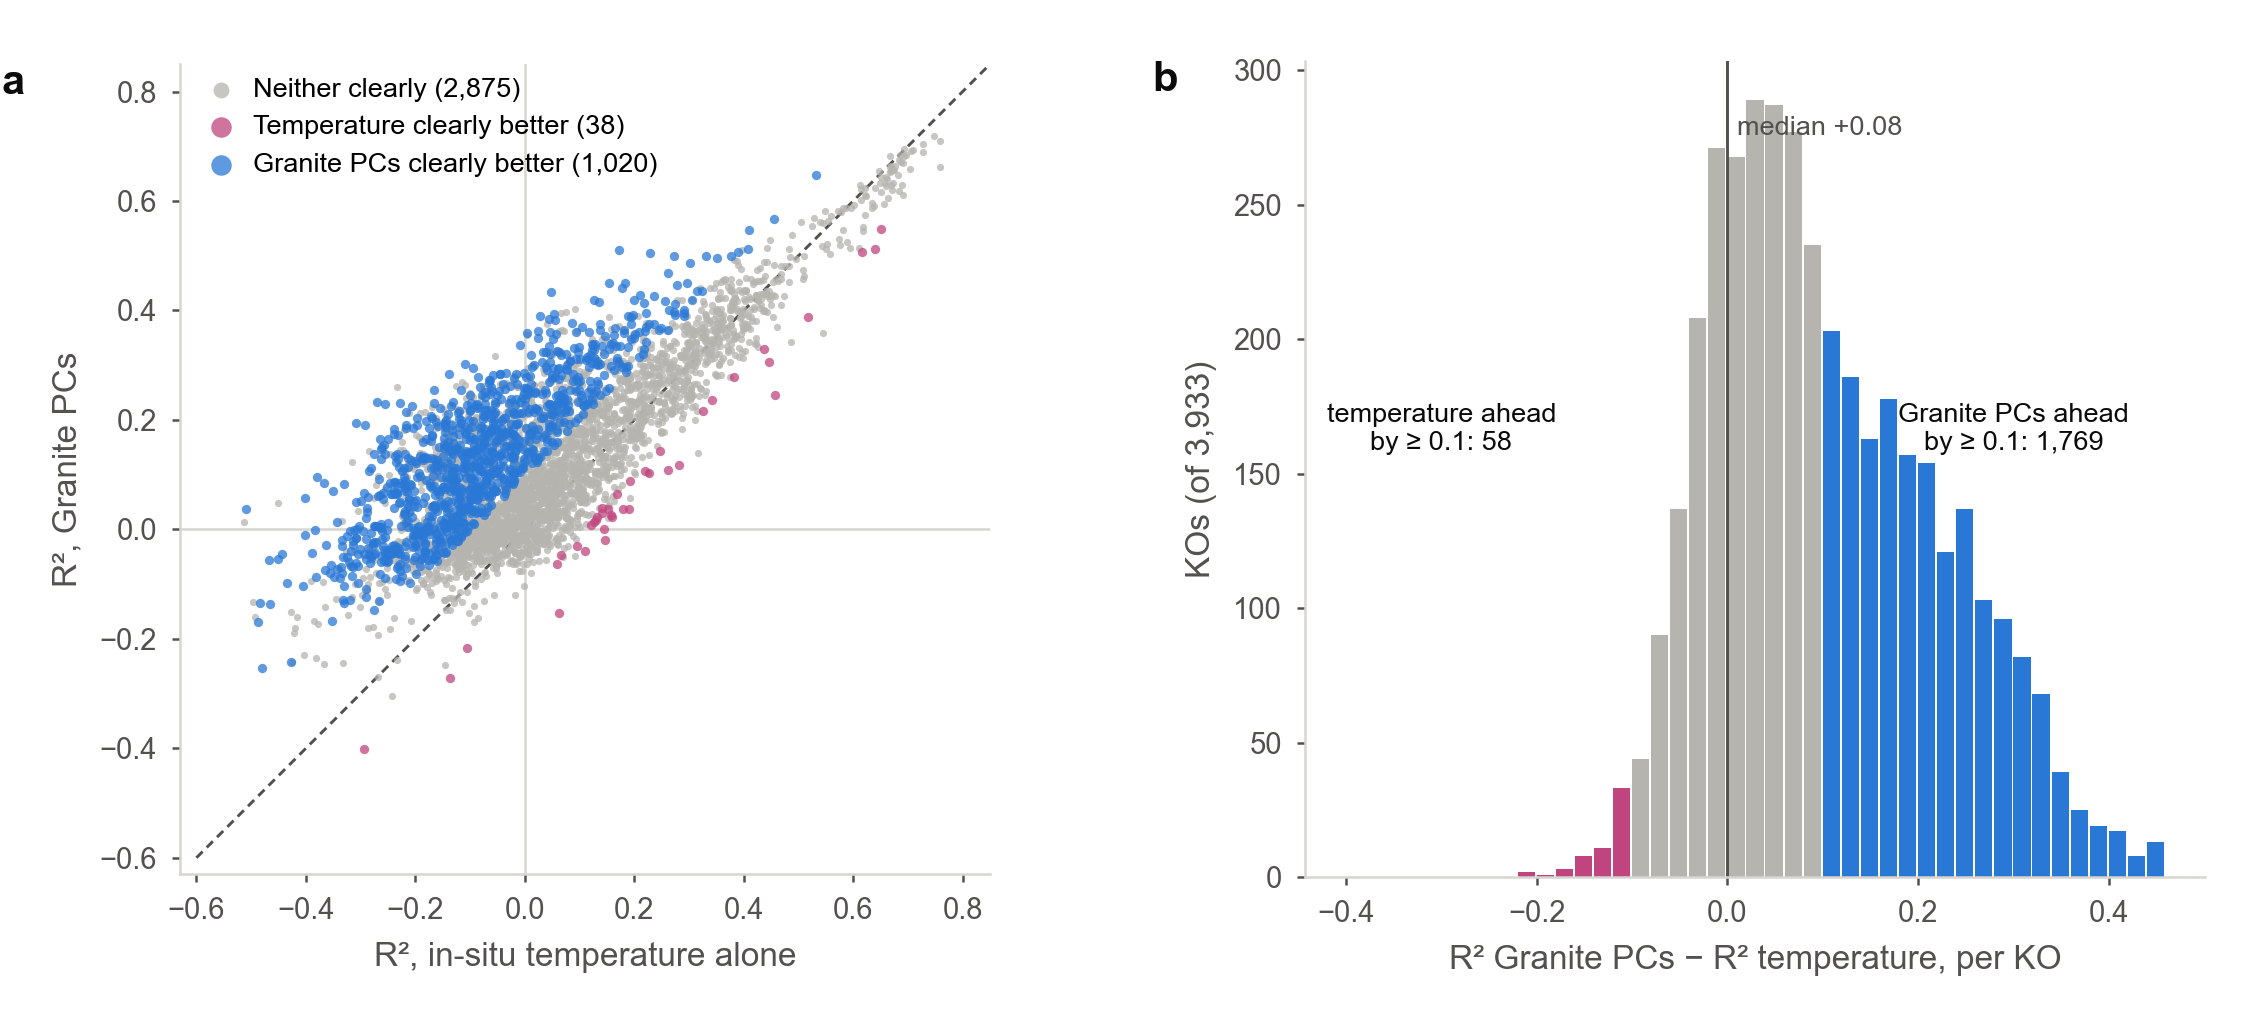 a
Neither clearly (2,875)
Temperature clearly better (38)
Granite PCs clearly better (1,020)
R², Granite PCs
0.8
0.6
0.4
0.2
0.0
−0.2
−0.4
−0.6
−0.6 −0.4 −0.2 0.0 0.2 0.4 0.6 0.8
R², in-situ temperature alone
b
KOs (of 3,933)
300
250
200
150
100
50
0
median +0.08
temperature ahead
by ≥ 0.1: 58
Granite PCs ahead
by ≥ 0.1: 1,769
−0.4 −0.2 0.0 0.2 0.4
R² Granite PCs − R² temperature, per KO